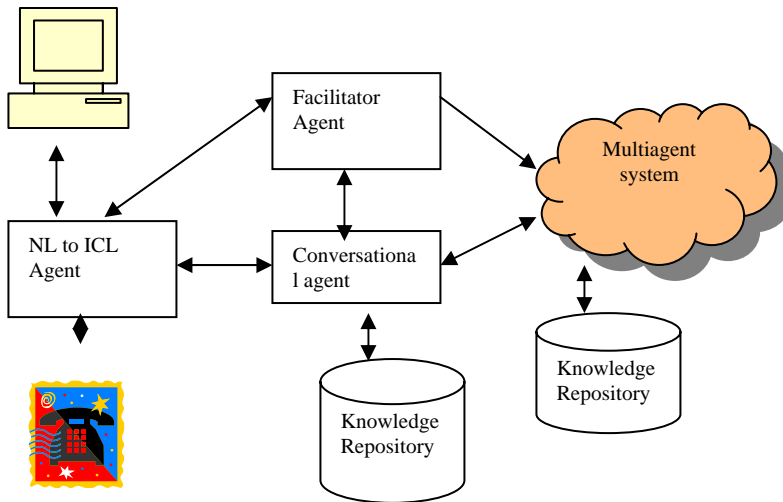 Facilitator
Agent
Multiagent
system
NL to ICL
Agent
Conversationa
l agent
Knowledge
Repository
Knowledge
Repository